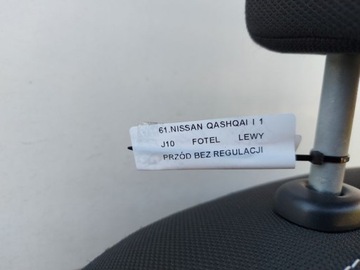 61.NISSAN QASHQAI I 1
J10 FOTEL LEWY
PRZÓD BEZ REGULACJI